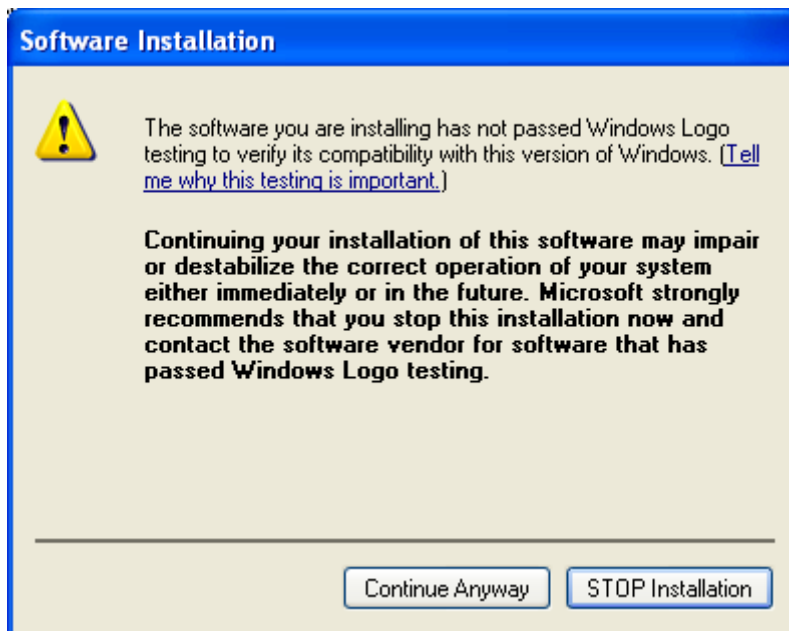 Software Installation
The software you are installing has not passed Windows Logo
testing to verify its compatibility with this version of Windows. (Tell
me why this testing is important.)
Continuing your installation of this software may impair
or destabilize the correct operation of your system
either immediately or in the future. Microsoft strongly
recommends that you stop this installation now and
contact the software vendor for software that has
passed Windows Logo testing.
Continue Anyway
STOP Installation